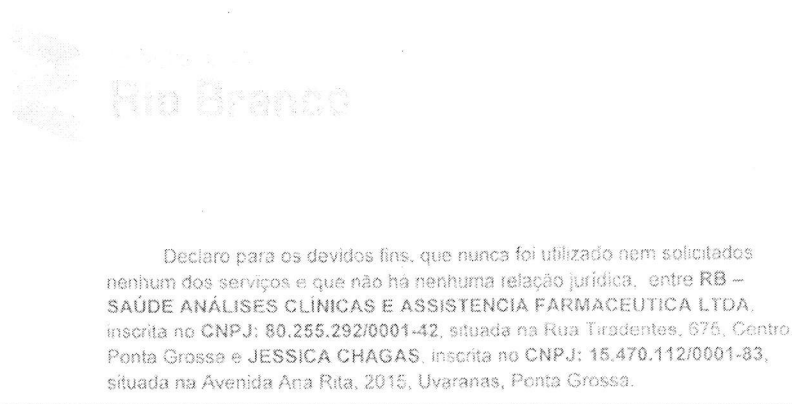 Rio Branco
Declaro para os devidos fins, que nunca foi utilizado nem solicitados
nenhum dos serviços e que não há nenhuma relação jurídica, entre RB –
SAÚDE ANÁLISES CLÍNICAS E ASSISTENCIA FARMACEUTICA LTDA,
inscrita no CNPJ: 80.255.292/0001-42, situada na Rua Tiradentes, 675, Centro
Ponta Grossa e JESSICA CHAGAS, inscrita no CNPJ: 15.470.112/0001-83,
situada na Avenida Ana Rita, 2015, Uvaranas, Ponta Grossa.